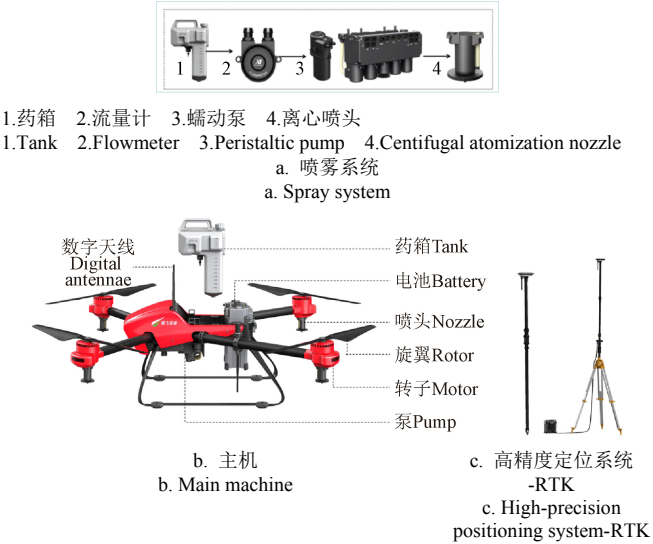 1 2 3 4
1.药箱 2.流量计 3.蠕动泵 4.离心喷头
1.Tank 2.Flowmeter 3.Peristaltic pump 4.Centifugal atomization nozzle
a. 喷雾系统
a. Spray system
数字天线
Digital
antennae
药箱Tank
电池Battery
喷头Nozzle
旋翼Rotor
转子Motor
泵Pump
b. 主机
b. Main machine
c. 高精度定位系统
-RTK
c. High-precision
positioning system-RTK